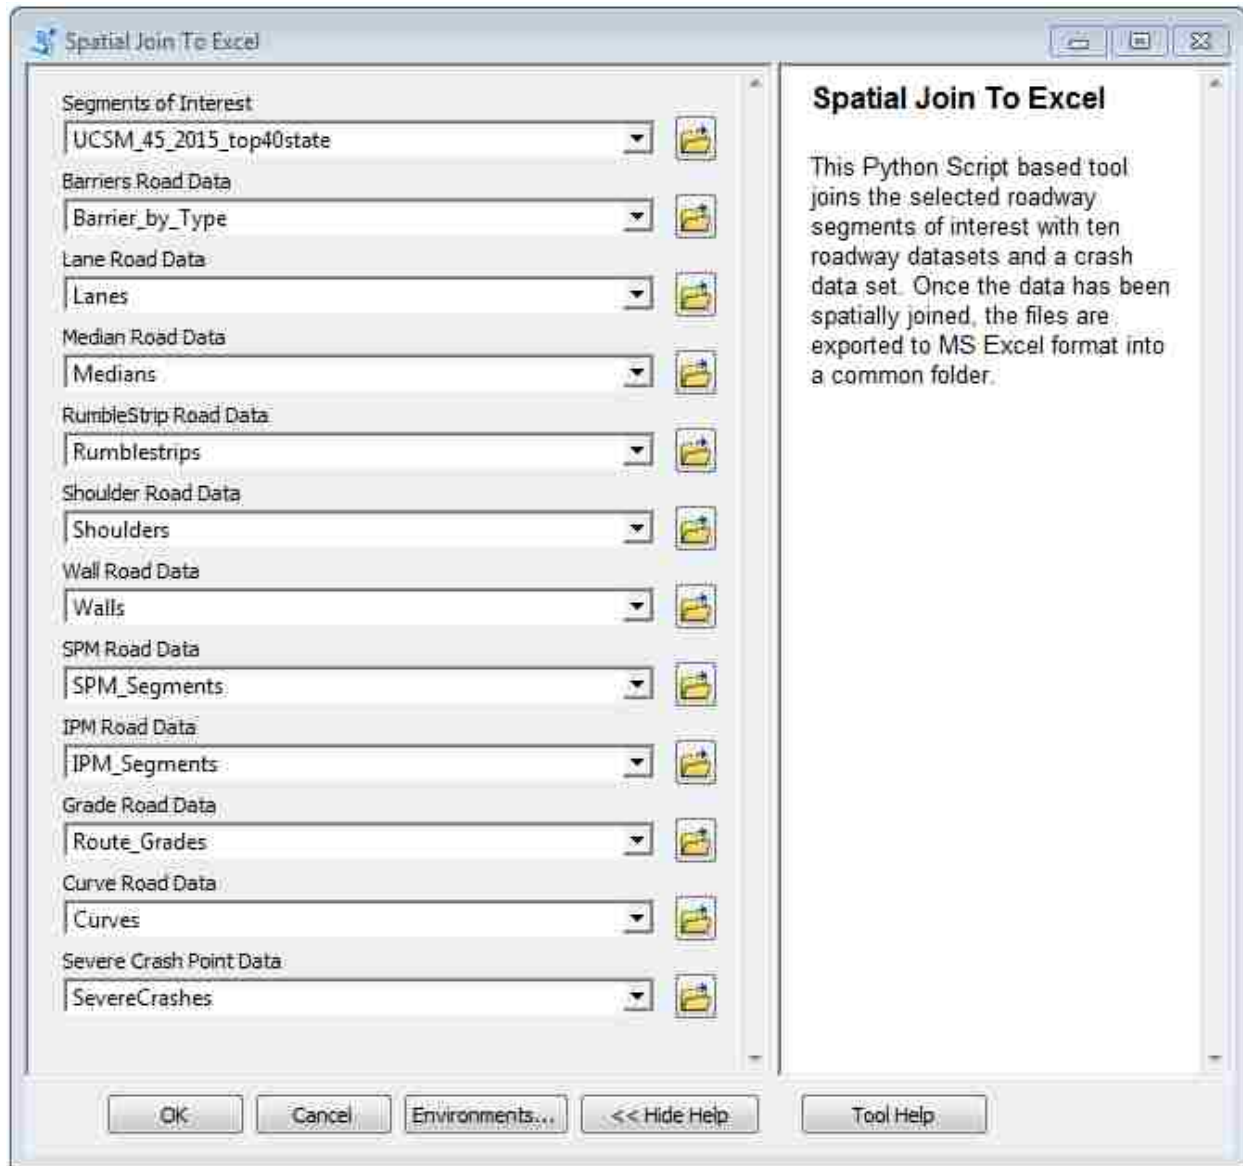 Spatial Join To Excel
Segments of Interest
UCSM_45_2015_top40state
Barriers Road Data
Barrier_by_Type
Lane Road Data
Lanes
Median Road Data
Medians
RumbleStrip Road Data
Rumblestrips
Shoulder Road Data
Shoulders
Wall Road Data
Walls
SPM Road Data
SPM_Segments
IPM Road Data
IPM_Segments
Grade Road Data
Route_Grades
Curve Road Data
Curves
Severe Crash Point Data
SevereCrashes
Spatial Join To Excel
This Python Script based tool
joins the selected roadway
segments of interest with ten
roadway datasets and a crash
data set. Once the data has been
spatially joined, the files are
exported to MS Excel format into
a common folder.
OK
Cancel
Environments...
<< Hide Help
Tool Help